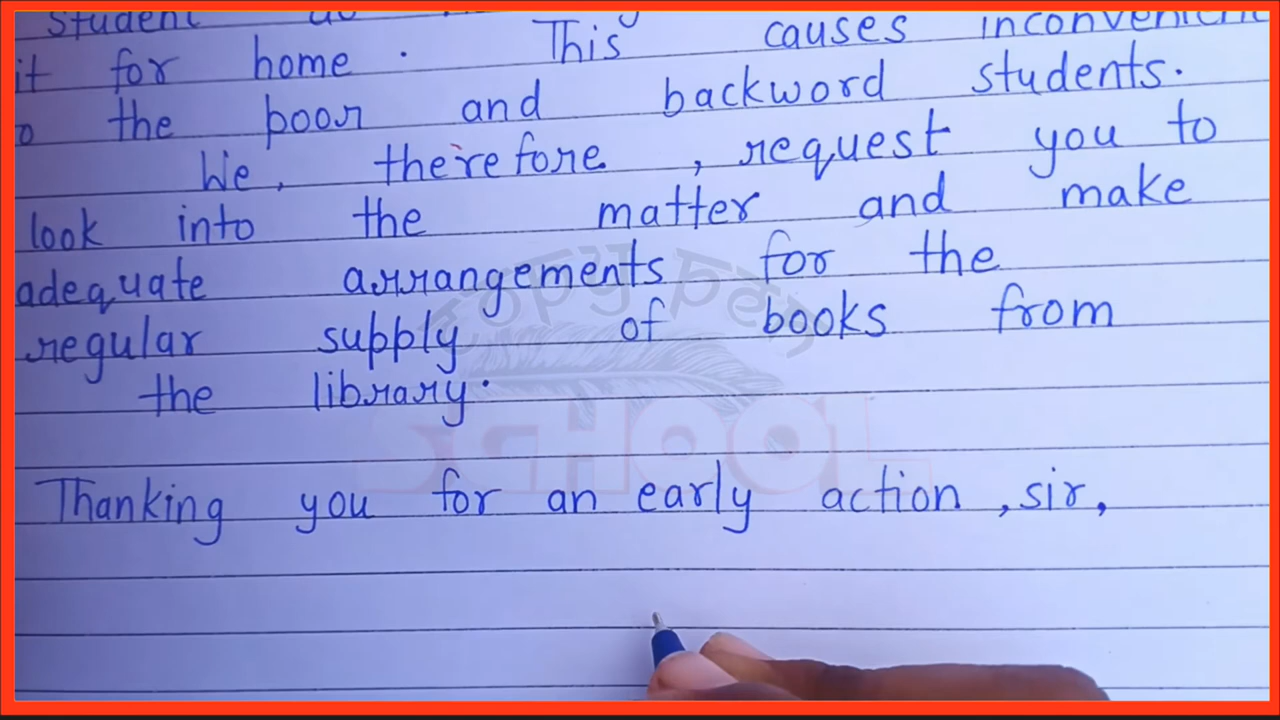 student
it for home . This causes
the poor and backword students.
We, therefore , request you to
look into the matter and make
adequate arrangements for the
regular supply of books from
the library.
Thanking you for an early action , sir,
SCHOOL